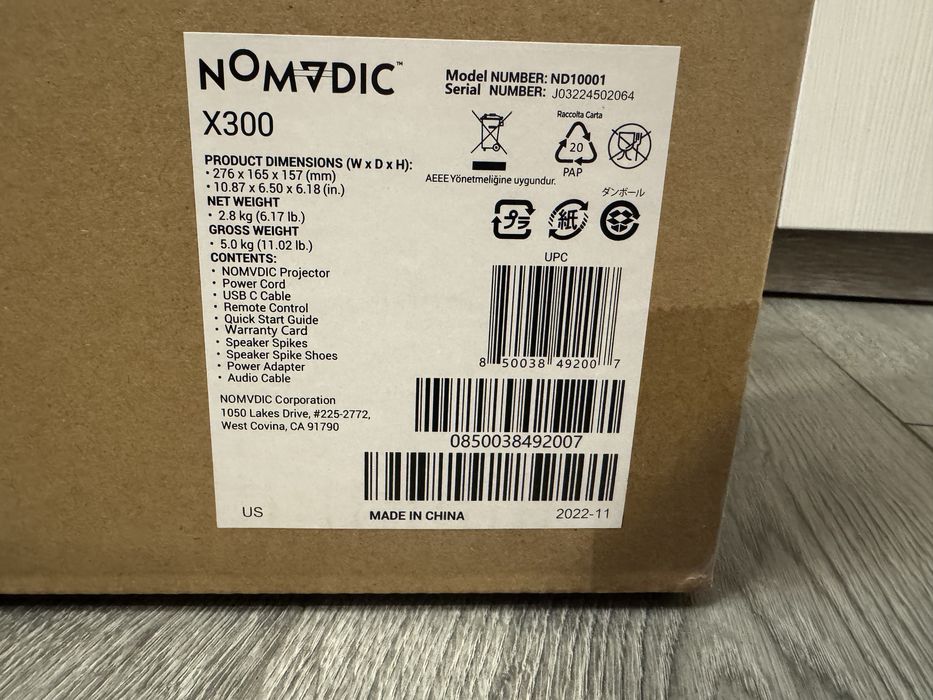 NOMVDIC™
X300
PRODUCT DIMENSIONS (W x D x H):
• 276 x 165 x 157 (mm)
• 10.87 x 6.50 x 6.18 (in.)
NET WEIGHT
• 2.8 kg (6.17 lb.)
GROSS WEIGHT
• 5.0 kg (11.02 lb.)
CONTENTS:
• NOMVDIC Projector
• Power Cord
• USB C Cable
• Remote Control
• Quick Start Guide
• Warranty Card
• Speaker Spikes
• Speaker Spike Shoes
• Power Adapter
• Audio Cable
NOMVDIC Corporation
1050 Lakes Drive, #225-2772,
West Covina, CA 91790
US
Model NUMBER: ND10001
Serial NUMBER: J03224502064
Raccolta Carta
20
PAP
AEEE Yönetmeliğine uygundur.
ダンボール
プラ
紙
UPC
8 50038 49200 7
0850038492007
MADE IN CHINA
2022-11